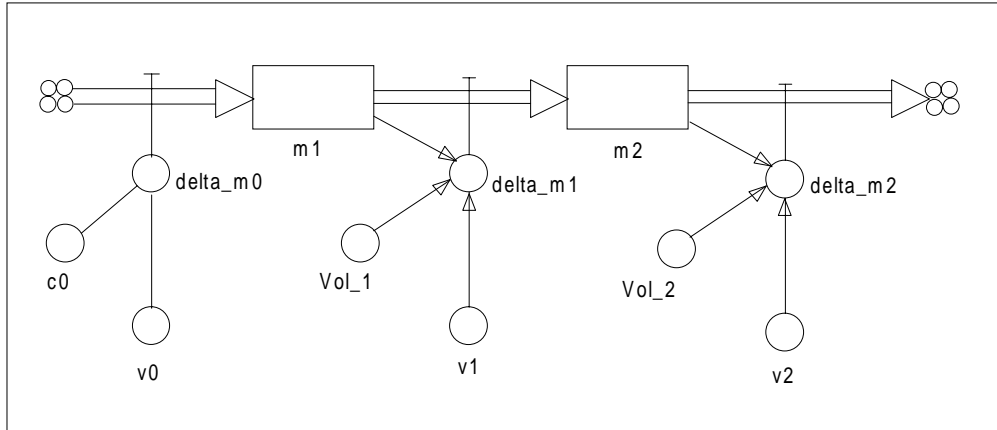 m1
m2
delta_m0
delta_m1
delta_m2
c0
Vol_1
Vol_2
v0
v1
v2